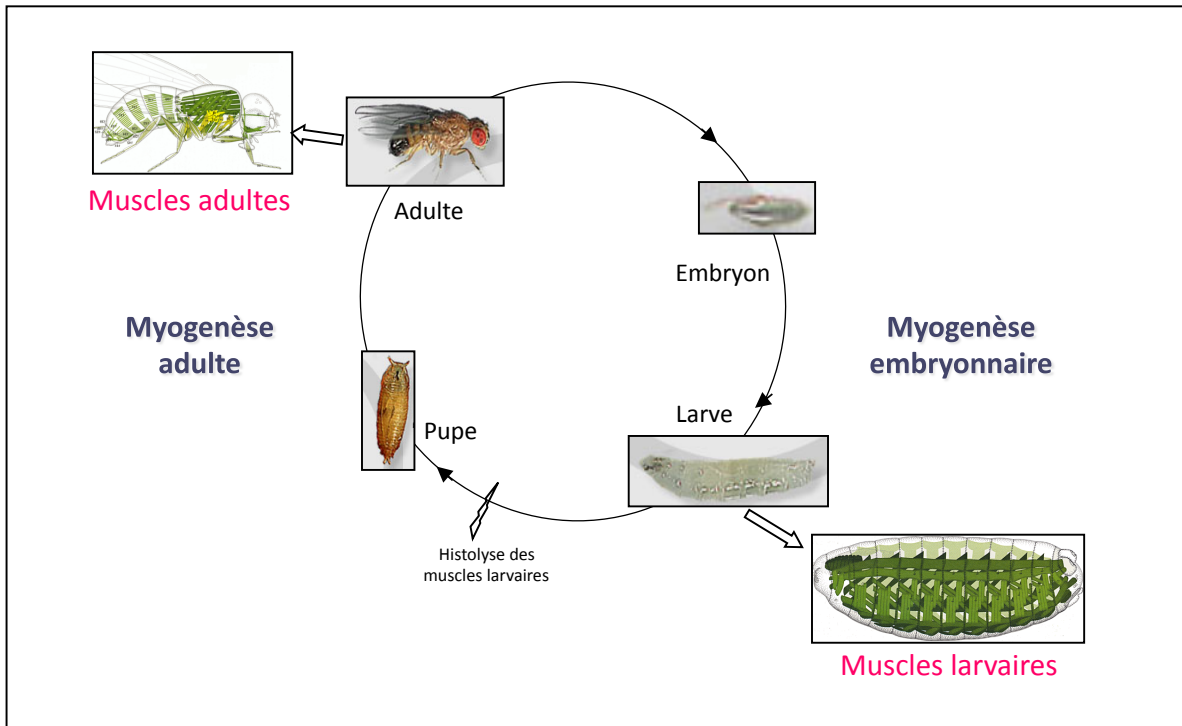 Muscles adultes
Adulte
Embryon
Myogenèse
adulte
Myogenèse
embryonnaire
Larve
Pupe
Histolyse des
muscles larvaires
Muscles larvaires